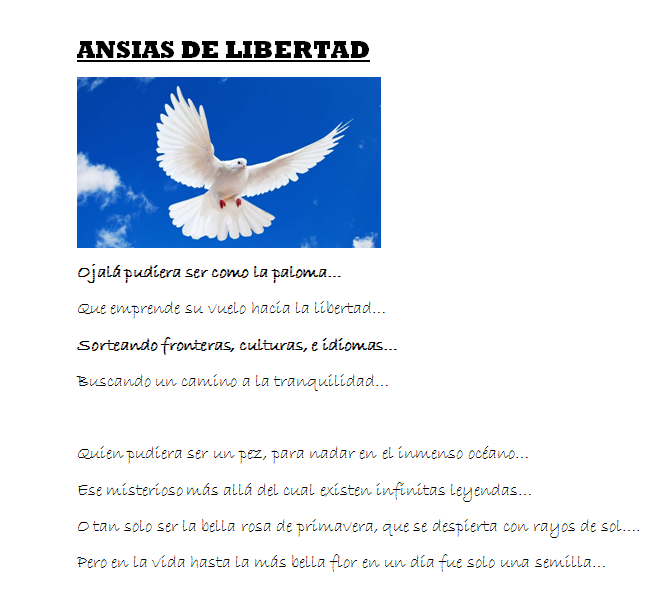 ANSIAS DE LIBERTAD
Ojalá pudiera ser como la paloma...
Que emprende su vuelo hacia la libertad...
Sorteando fronteras, culturas, e idiomas...
Buscando un camino a la tranquilidad...
Quien pudiera ser un pez, para nadar en el inmenso océano...
Ese misterioso más allá del cual existen infinitas leyendas...
O tan solo ser la bella rosa de primavera, que se despierta con rayos de sol....
Pero en la vida hasta la más bella flor en un día fue solo una semilla...